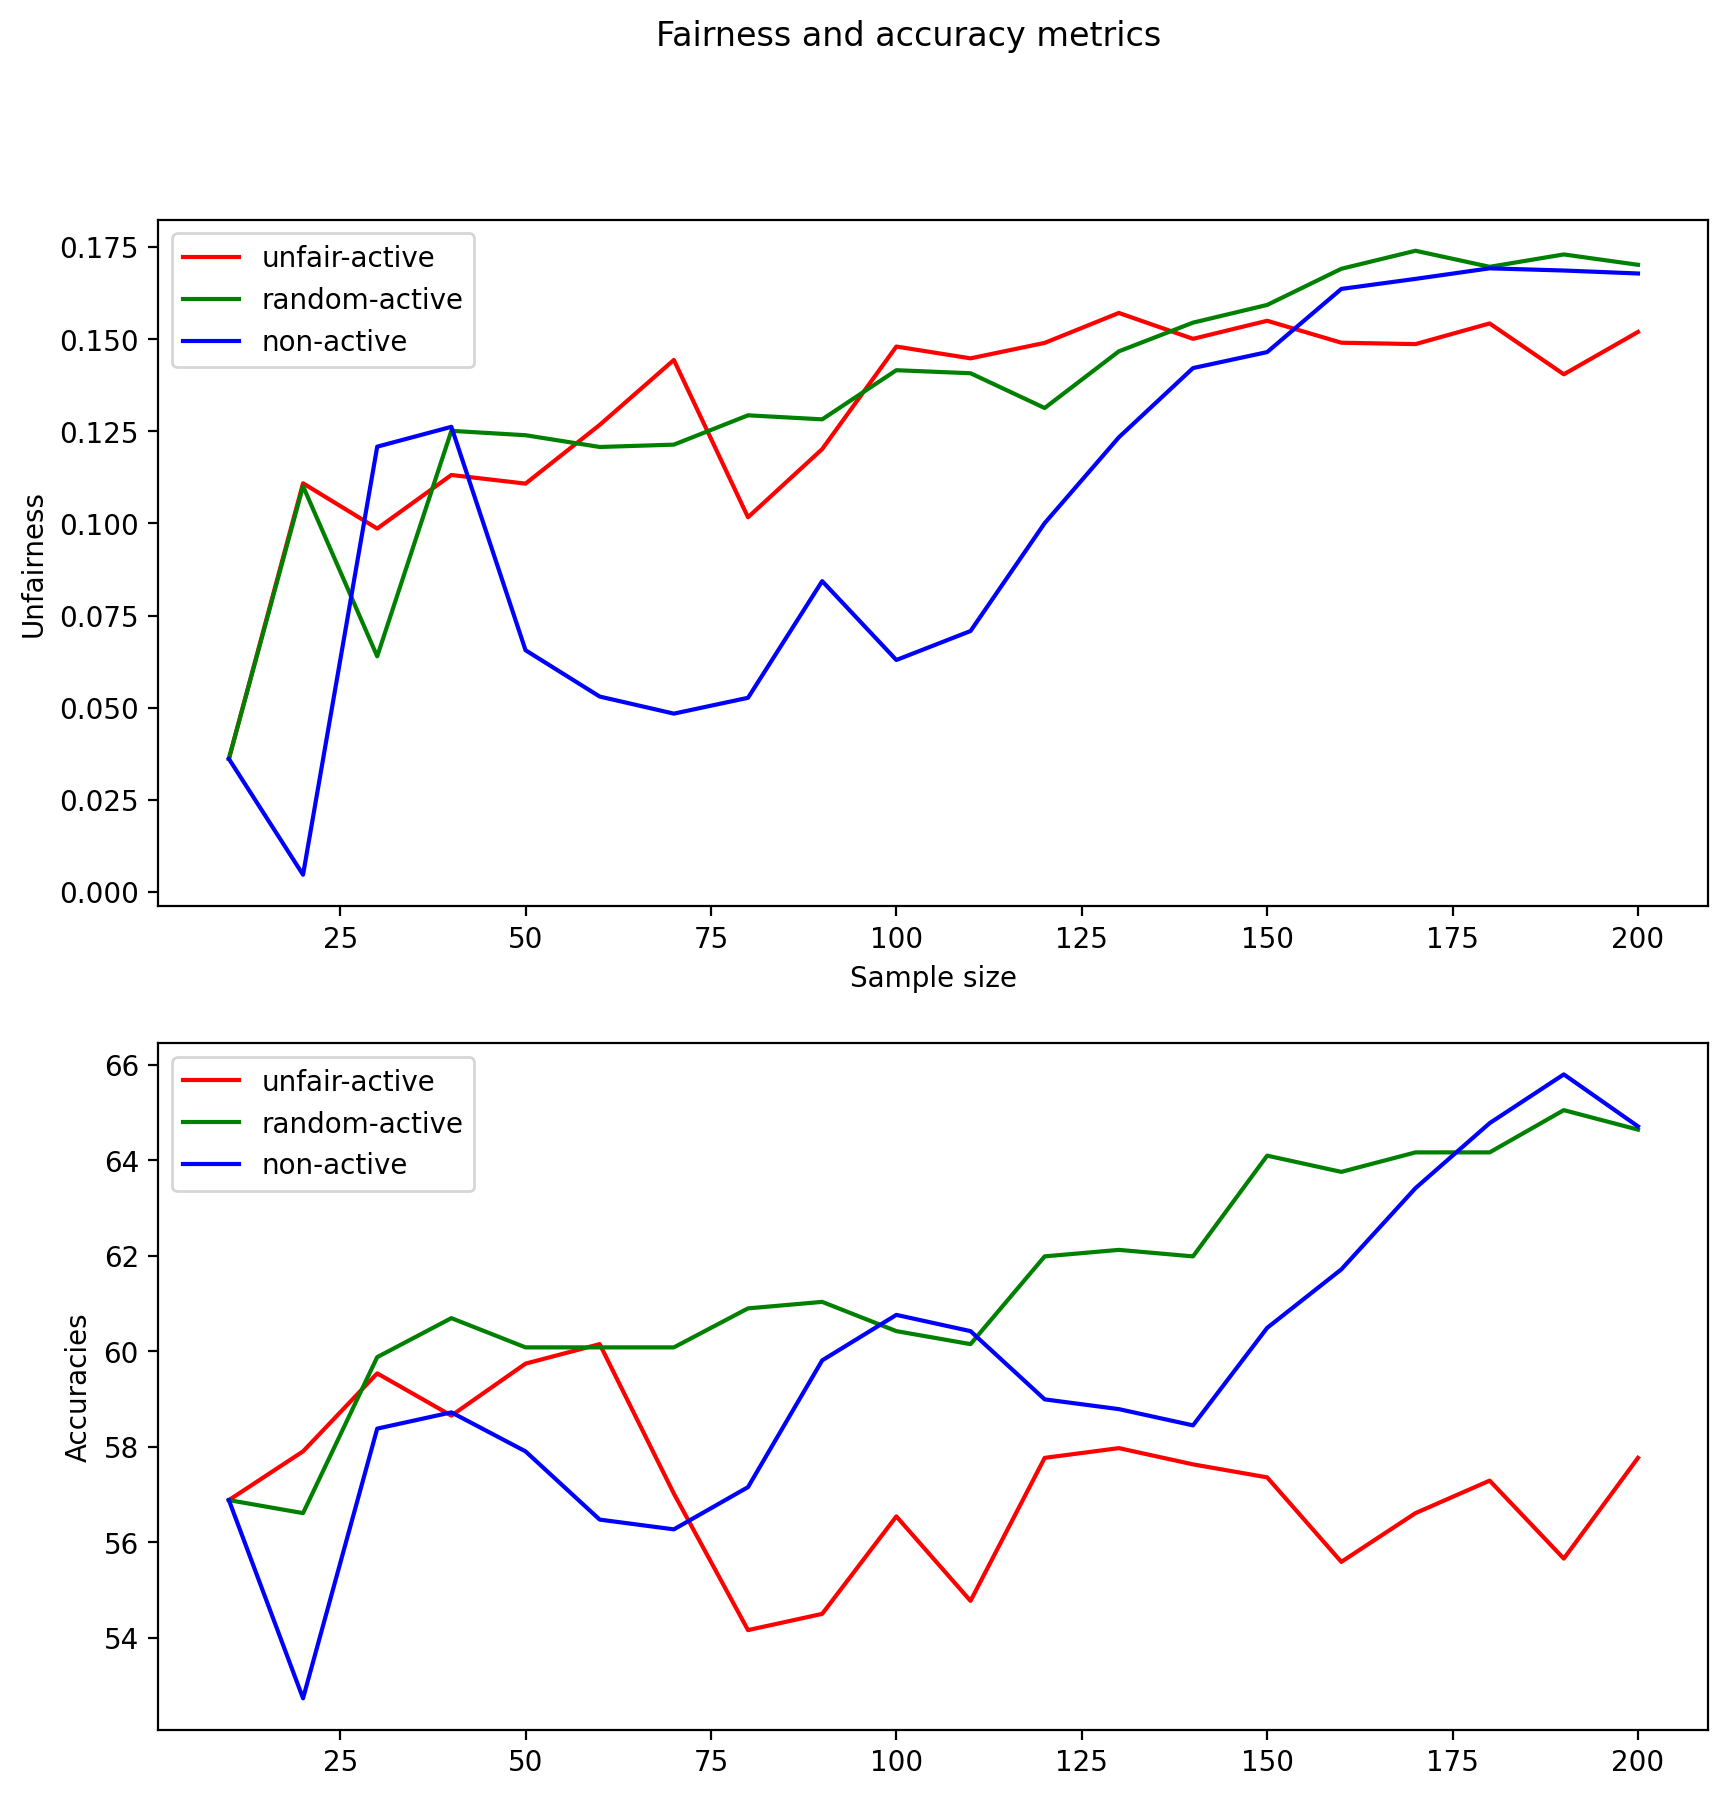 Fairness and accuracy metrics
0.175
0.150
0.125
0.100
0.075
0.050
0.025
0.000
Unfairness
unfair-active
random-active
non-active
25 50 75 100 125 150 175 200
Sample size
66
64
62
60
58
56
54
Accuracies
unfair-active
random-active
non-active
25 50 75 100 125 150 175 200